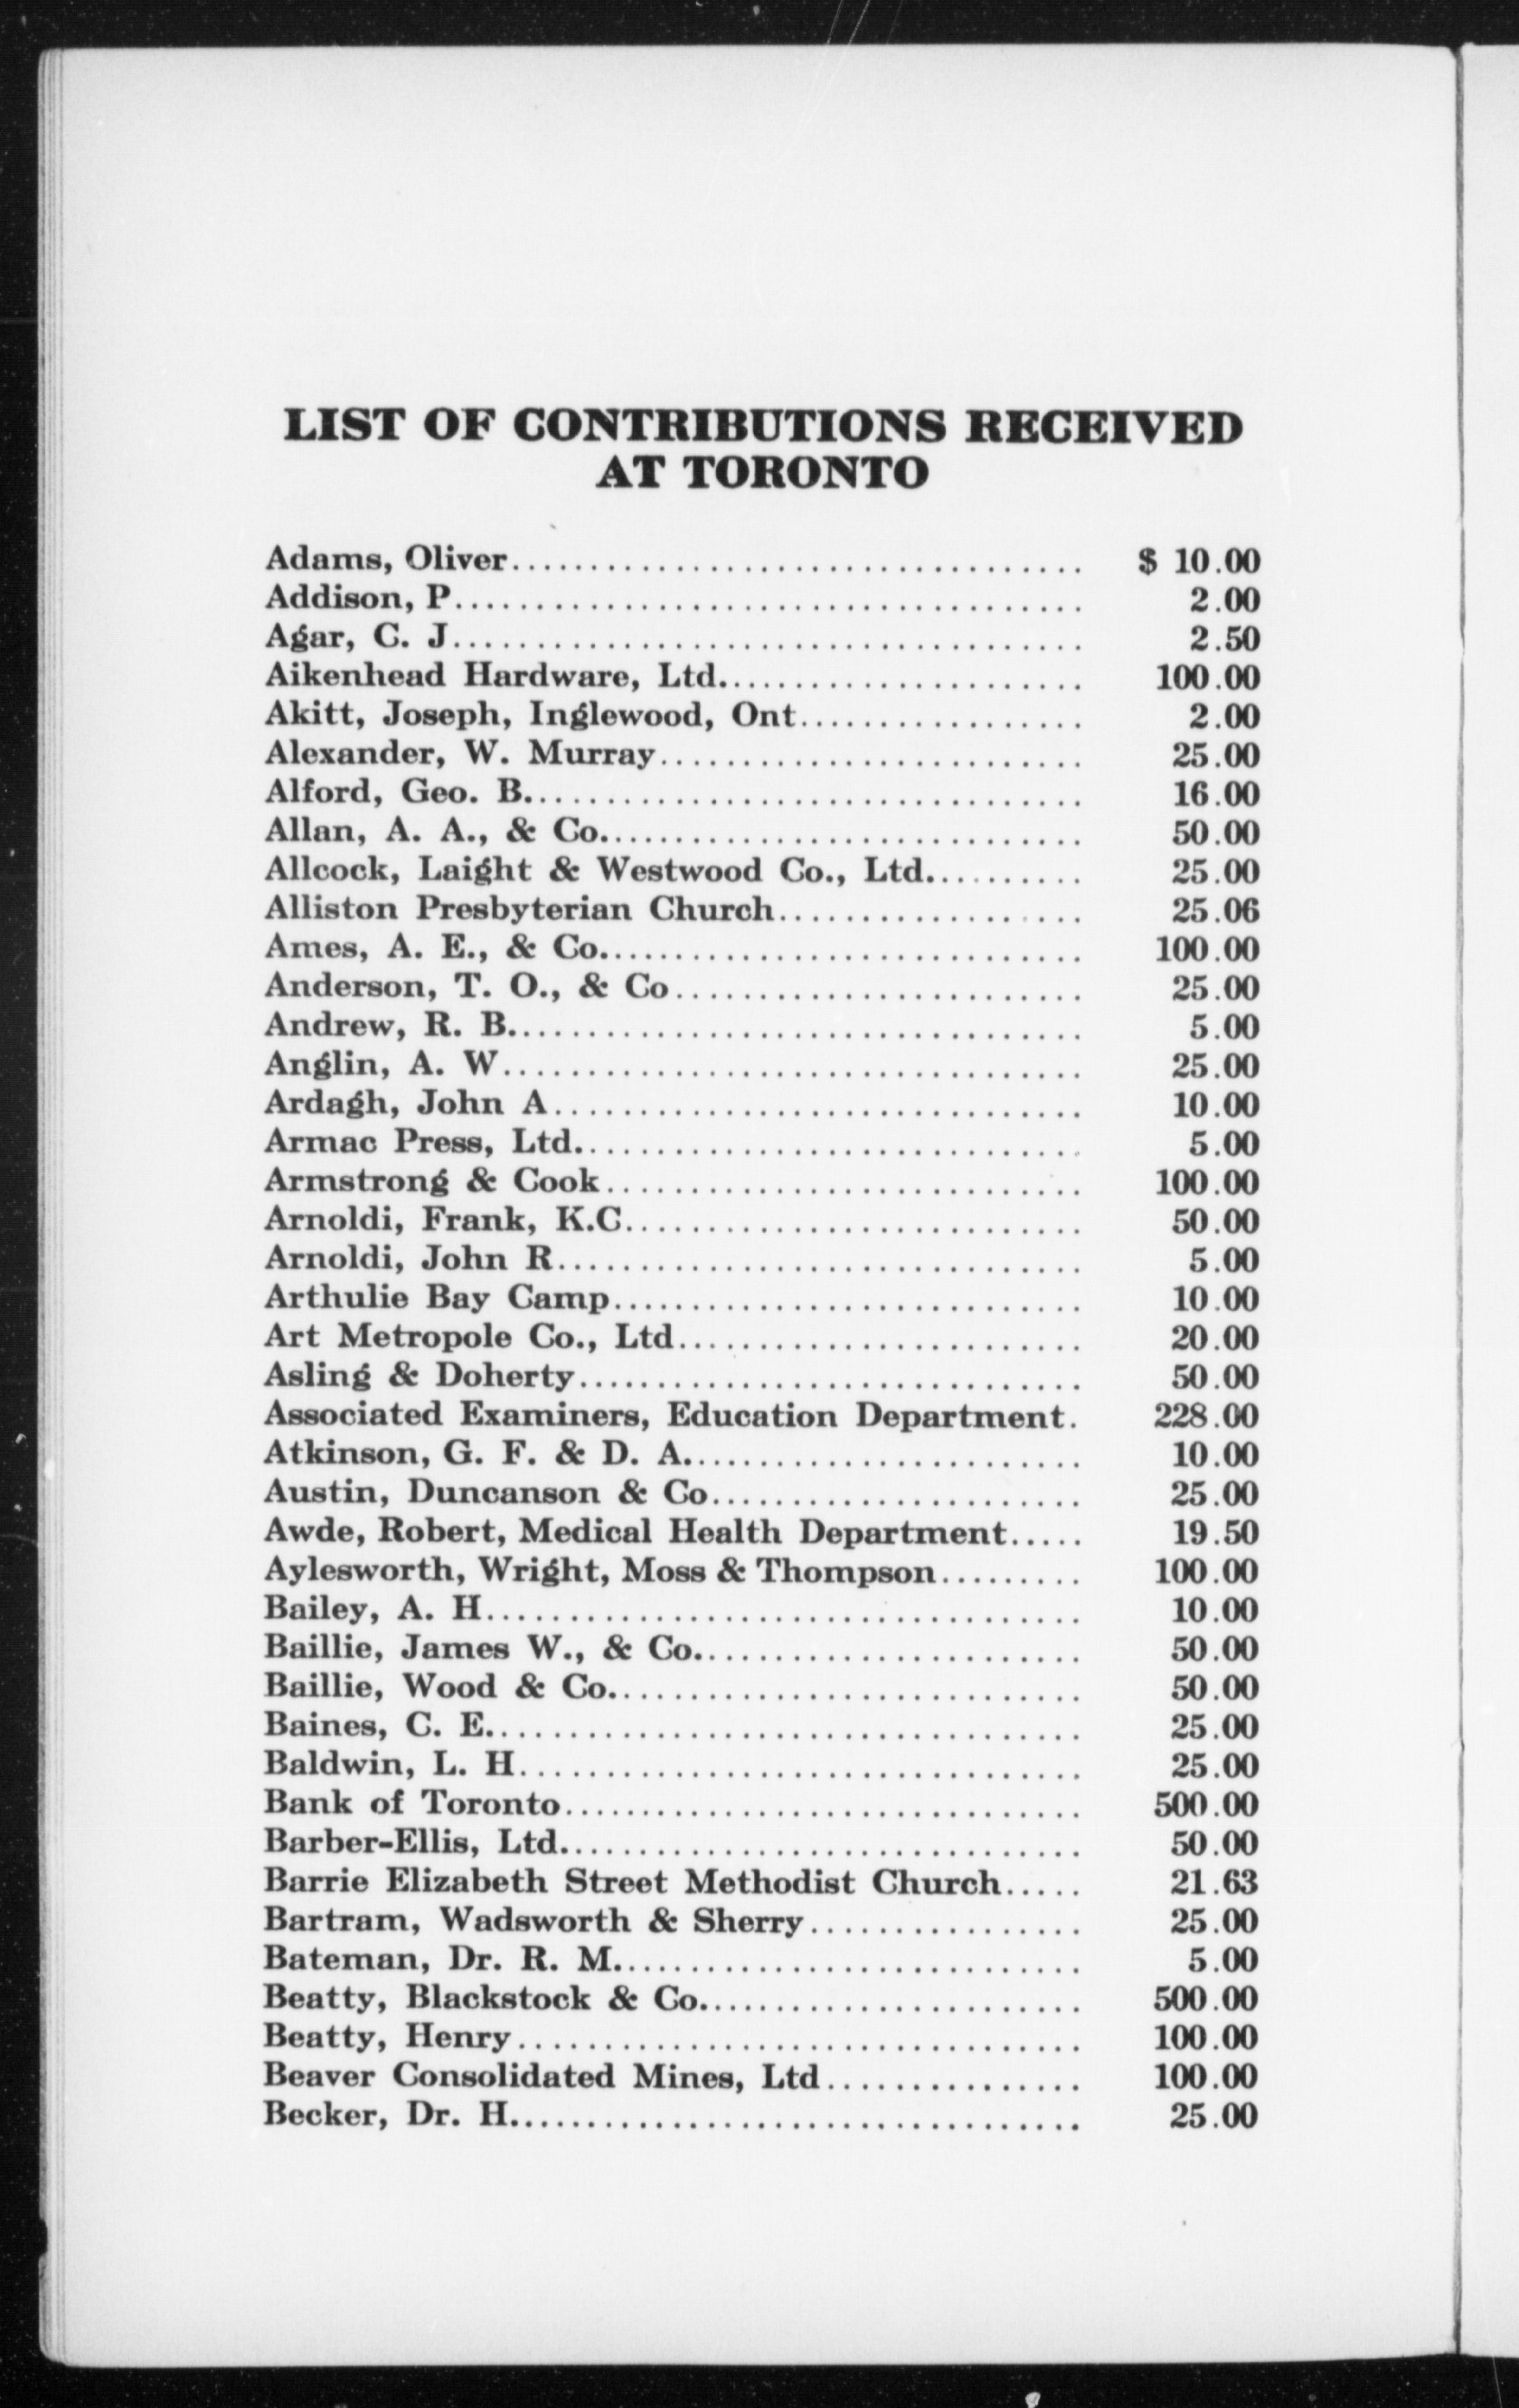 LIST OF CONTRIBUTIONS RECEIVED
AT TORONTO
Adams, Oliver.................................. $ 10.00
Addison, P..................................... 2.00
Agar, C. J..................................... 2.50
Aikenhead Hardware, Ltd...................... 100.00
Akitt, Joseph, Inglewood, Ont................. 2.00
Alexander, W. Murray......................... 25.00
Alford, Geo. B................................. 16.00
Allan, A. A., & Co............................. 50.00
Allcock, Laight & Westwood Co., Ltd.......... 25.00
Alliston Presbyterian Church.................. 25.06
Ames, A. E., & Co............................. 100.00
Anderson, T. O., & Co........................ 25.00
Andrew, R. B.................................. 5.00
Anglin, A. W.................................. 25.00
Ardagh, John A............................... 10.00
Armac Press, Ltd.............................. 5.00
Armstrong & Cook............................ 100.00
Arnoldi, Frank, K.C........................... 50.00
Arnoldi, John R............................... 5.00
Arthulie Bay Camp............................ 10.00
Art Metropole Co., Ltd........................ 20.00
Asling & Doherty.............................. 50.00
Associated Examiners, Education Department. 228.00
Atkinson, G. F. & D. A........................ 10.00
Austin, Duncanson & Co...................... 25.00
Awde, Robert, Medical Health Department..... 19.50
Aylesworth, Wright, Moss & Thompson......... 100.00
Bailey, A. H................................... 10.00
Baillie, James W., & Co....................... 50.00
Baillie, Wood & Co............................ 50.00
Baines, C. E................................... 25.00
Baldwin, L. H................................. 25.00
Bank of Toronto............................... 500.00
Barber-Ellis, Ltd............................... 50.00
Barrie Elizabeth Street Methodist Church..... 21.63
Bartram, Wadsworth & Sherry................ 25.00
Bateman, Dr. R. M............................ 5.00
Beatty, Blackstock & Co....................... 500.00
Beatty, Henry................................. 100.00
Beaver Consolidated Mines, Ltd............... 100.00
Becker, Dr. H.................................. 25.00